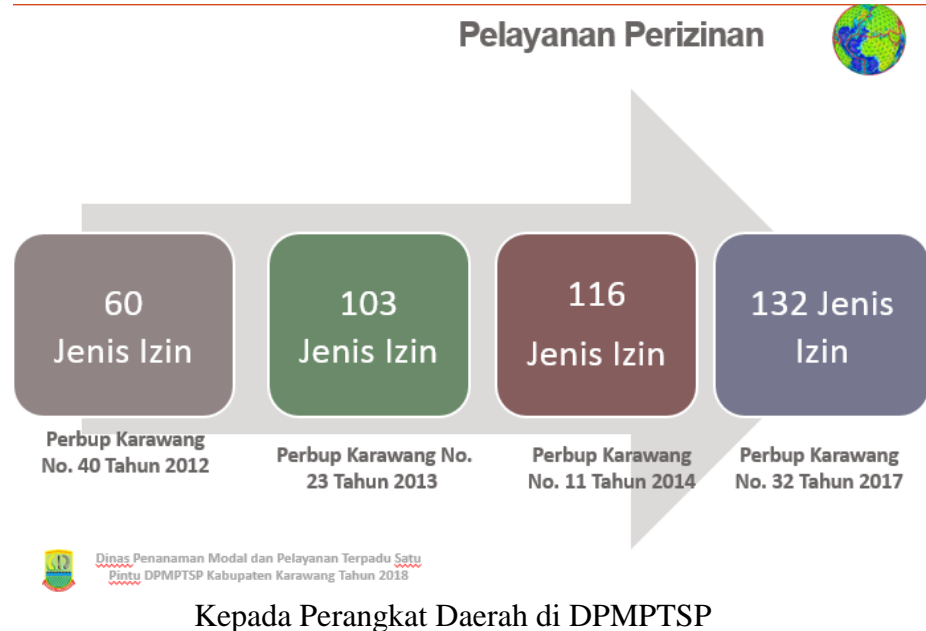 Pelayanan Perizinan
60
Jenis Izin
103
Jenis Izin
116
Jenis Izin
132 Jenis
Izin
Perbup Karawang
No. 40 Tahun 2012
Perbup Karawang No.
23 Tahun 2013
Perbup Karawang
No. 11 Tahun 2014
Perbup Karawang
No. 32 Tahun 2017
Dinas Penanaman Modal dan Pelayanan Terpadu Satu
Pintu DPMPTSP Kabupaten Karawang Tahun 2018
Kepada Perangkat Daerah di DPMPTSP